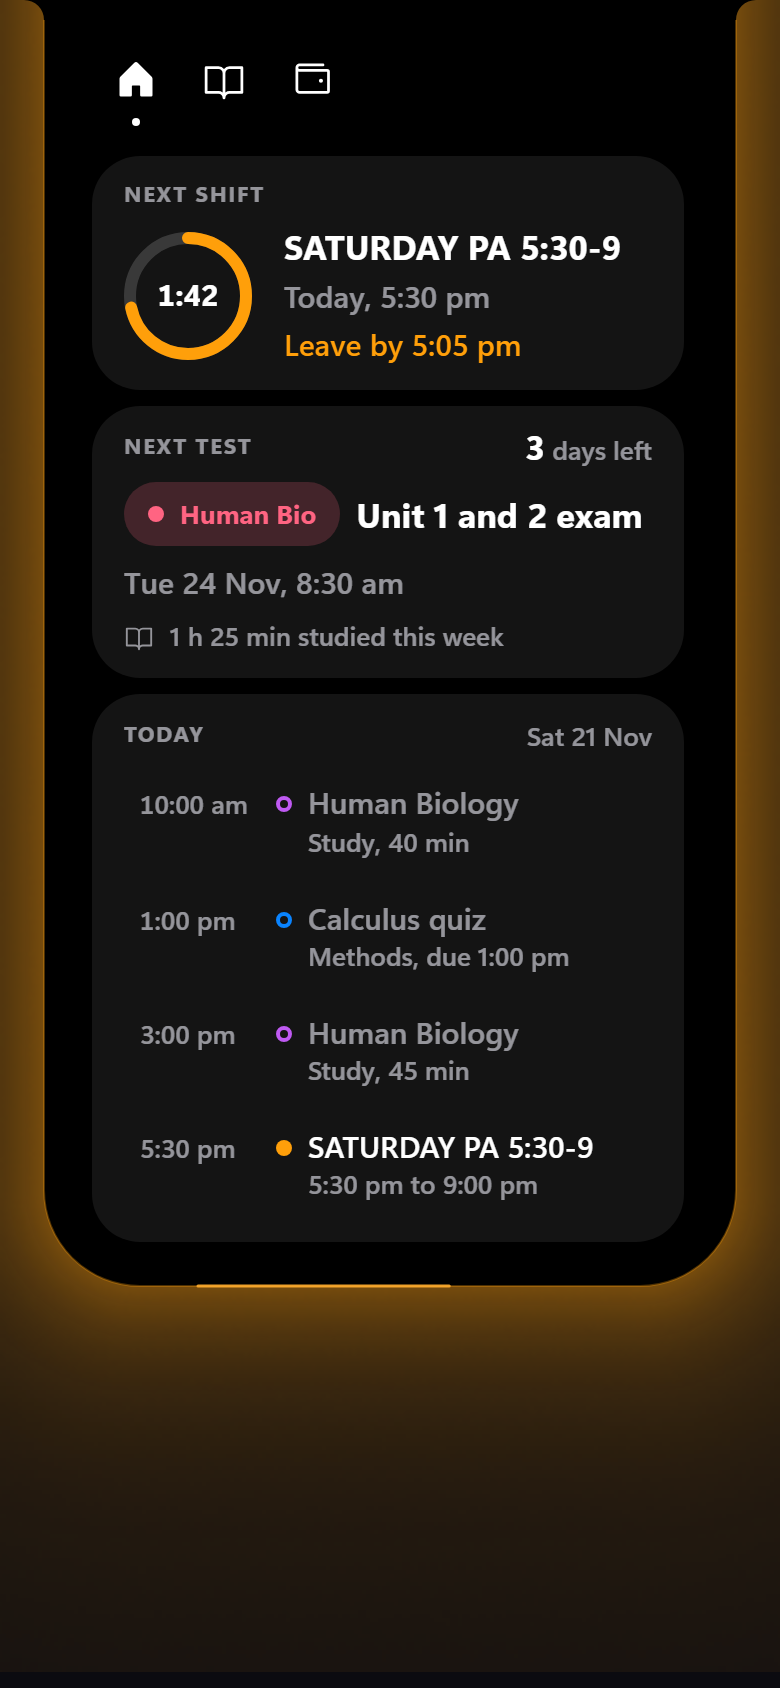 NEXT SHIFT
1:42
SATURDAY PA 5:30-9
Today, 5:30 pm
Leave by 5:05 pm
NEXT TEST
3 days left
Human Bio
Unit 1 and 2 exam
Tue 24 Nov, 8:30 am
1 h 25 min studied this week
TODAY
Sat 21 Nov
10:00 am
Human Biology
Study, 40 min
1:00 pm
Calculus quiz
Methods, due 1:00 pm
3:00 pm
Human Biology
Study, 45 min
5:30 pm
SATURDAY PA 5:30-9
5:30 pm to 9:00 pm